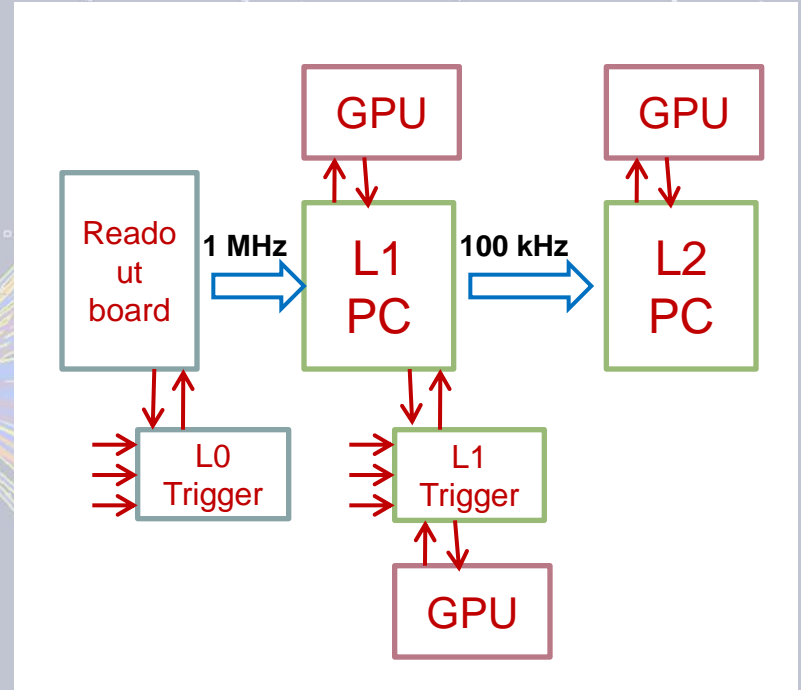 GPU
GPU
Reado
ut
board
1 MHz
L1
PC
100 kHz
L2
PC
L0
Trigger
L1
Trigger
GPU